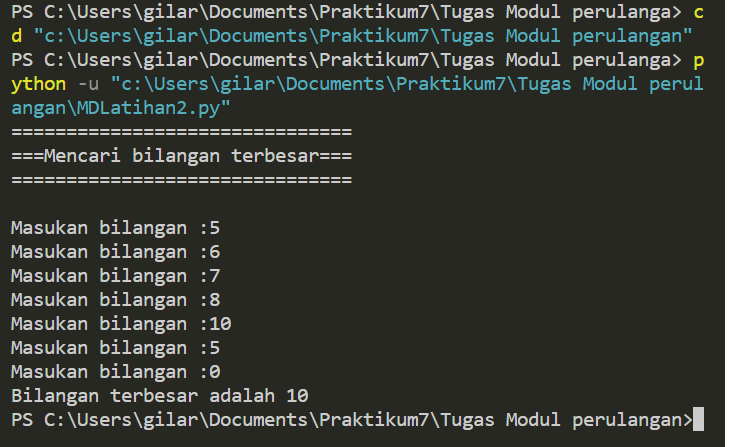 PS C:\Users\gilar\Documents\Praktikum7\Tugas Modul perulanga> c
d "c:\Users\gilar\Documents\Praktikum7\Tugas Modul perulangan"
PS C:\Users\gilar\Documents\Praktikum7\Tugas Modul perulanga> p
ython -u "c:\Users\gilar\Documents\Praktikum7\Tugas Modul perul
angan\MDLatihan2.py"
===============================
===Mencari bilangan terbesar===
===============================
Masukan bilangan :5
Masukan bilangan :6
Masukan bilangan :7
Masukan bilangan :8
Masukan bilangan :10
Masukan bilangan :5
Masukan bilangan :0
Bilangan terbesar adalah 10
PS C:\Users\gilar\Documents\Praktikum7\Tugas Modul perulangan>